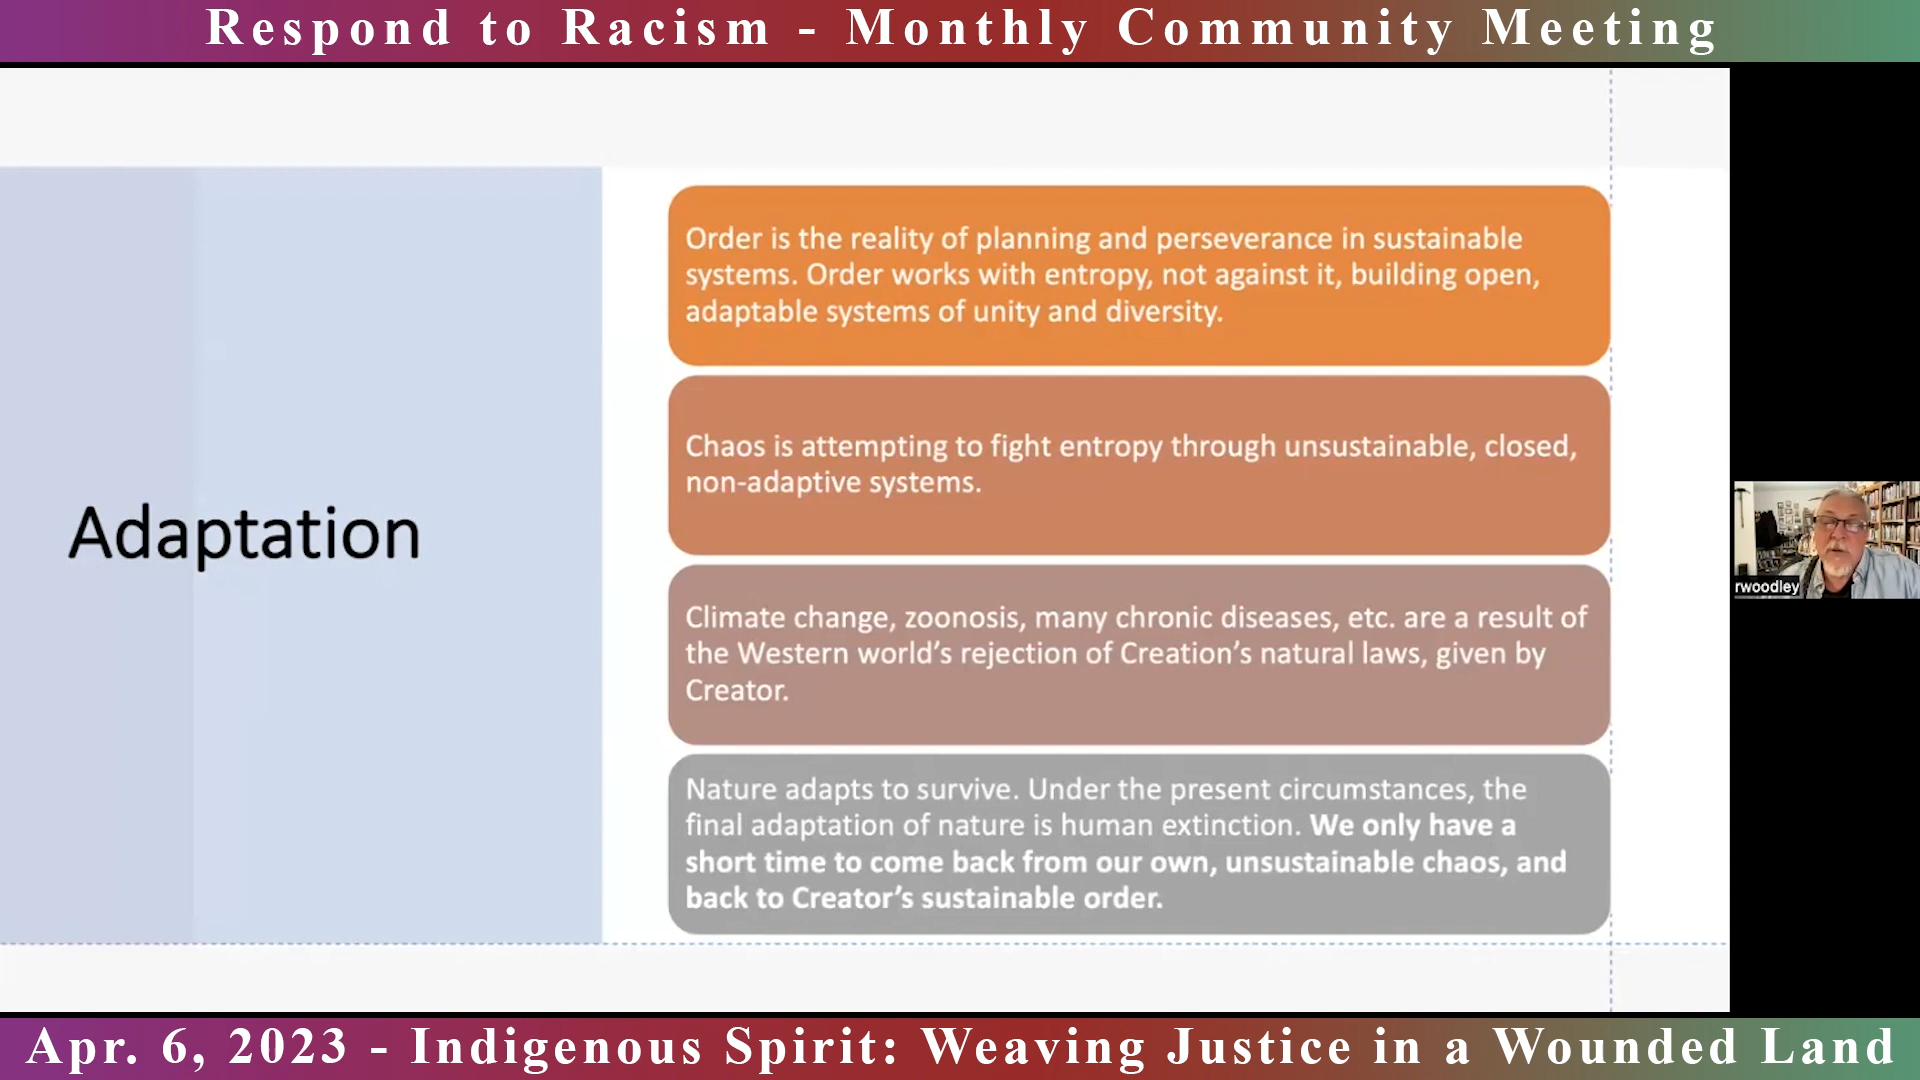 Respond to Racism - Monthly Community Meeting
Adaptation
Order is the reality of planning and perseverance in sustainable
systems. Order works with entropy, not against it, building open,
adaptable systems of unity and diversity.
Chaos is attempting to fight entropy through unsustainable, closed,
non-adaptive systems.
Climate change, zoonosis, many chronic diseases, etc. are a result of
the Western world’s rejection of Creation’s natural laws, given by
Creator.
Nature adapts to survive. Under the present circumstances, the
final adaptation of nature is human extinction. We only have a
short time to come back from our own, unsustainable chaos, and
back to Creator’s sustainable order.
rwoodley
Apr. 6, 2023 - Indigenous Spirit: Weaving Justice in a Wounded Land